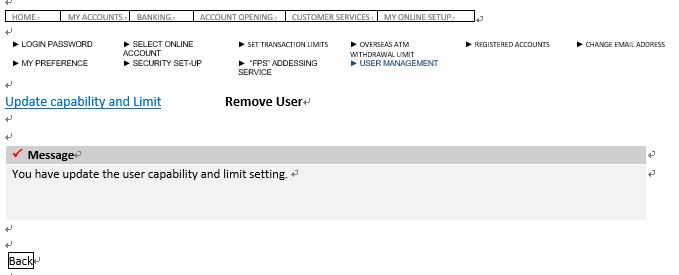 HOME MY ACCOUNTS BANKING ACCOUNT OPENING CUSTOMER SERVICES MY ONLINE SETUP
► LOGIN PASSWORD ► SELECT ONLINE ACCOUNT ► SET TRANSACTION LIMITS ► OVERSEAS ATM WITHDRAWAL LIMIT ► REGISTERED ACCOUNTS ► CHANGE EMAIL ADDRESS
► MY PREFERENCE ► SECURITY SET-UP ► "FPS" ADDESSING SERVICE ► USER MANAGEMENT
Update capability and Limit Remove User
✓ Message
You have update the user capability and limit setting.
Back